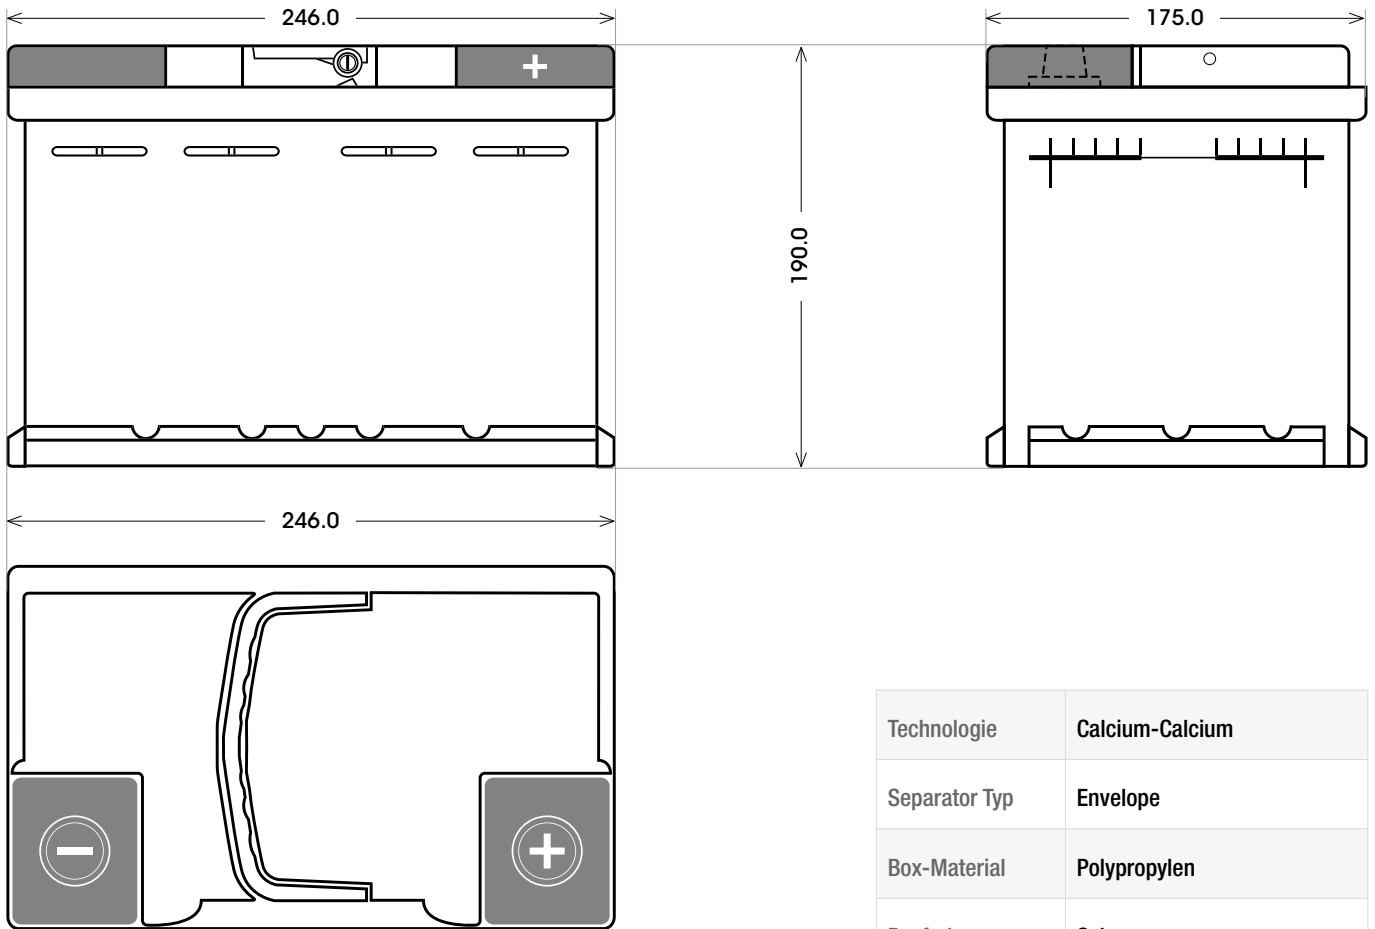 246.0
175.0
+
190.0
246.0
Technologie Calcium-Calcium
Separator Typ Envelope
Box-Material Polypropylen
− +